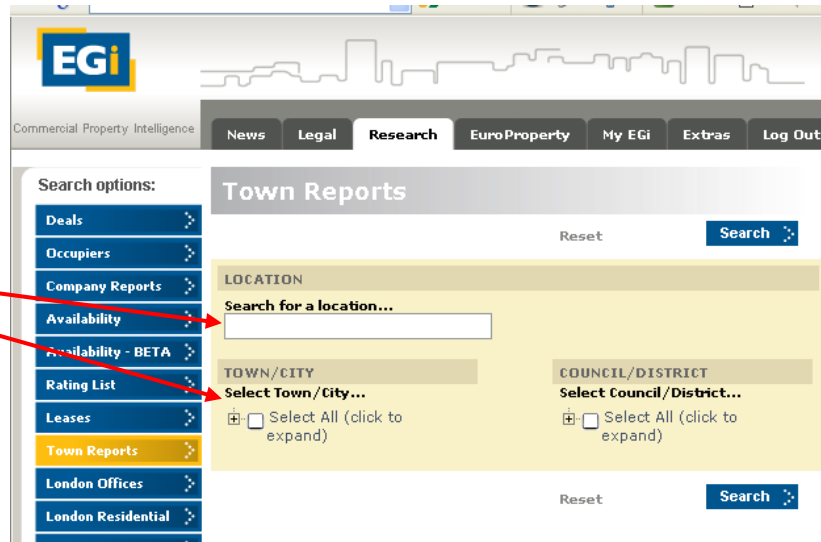 EGi
Commercial Property Intelligence
News Legal Research EuroProperty My EGi Extras Log Out
Search options:
Deals
Occupiers
Company Reports
Availability
Availability - BETA
Rating List
Leases
Town Reports
London Offices
London Residential
Town Reports
Reset Search
LOCATION
Search for a location...
TOWN/CITY
Select Town/City...
Select All (click to
expand)
COUNCIL/DISTRICT
Select Council/District...
Select All (click to
expand)
Reset Search